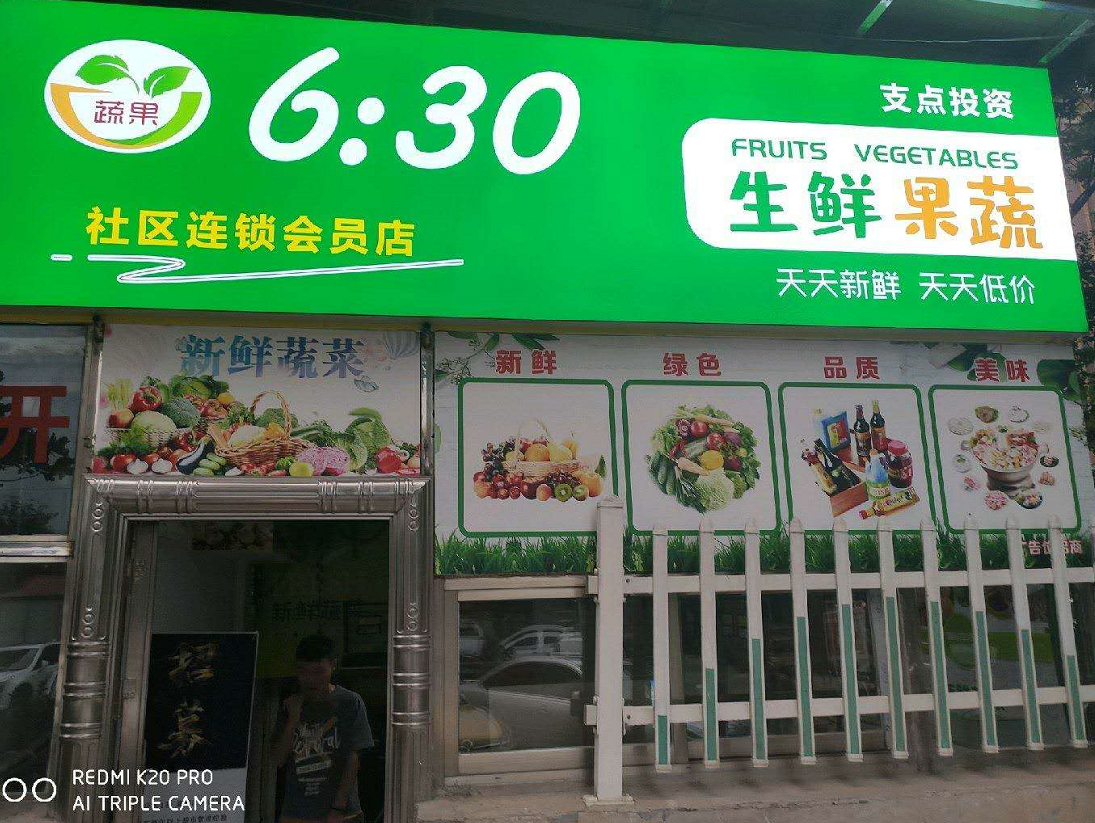 蔬果
6:30
支点投资
FRUITS VEGETABLES
生鲜果蔬
社区连锁会员店
天天新鲜 天天低价
新鲜蔬菜
新鲜 绿色 品质 美味
开
REDMI K20 PRO
AI TRIPLE CAMERA